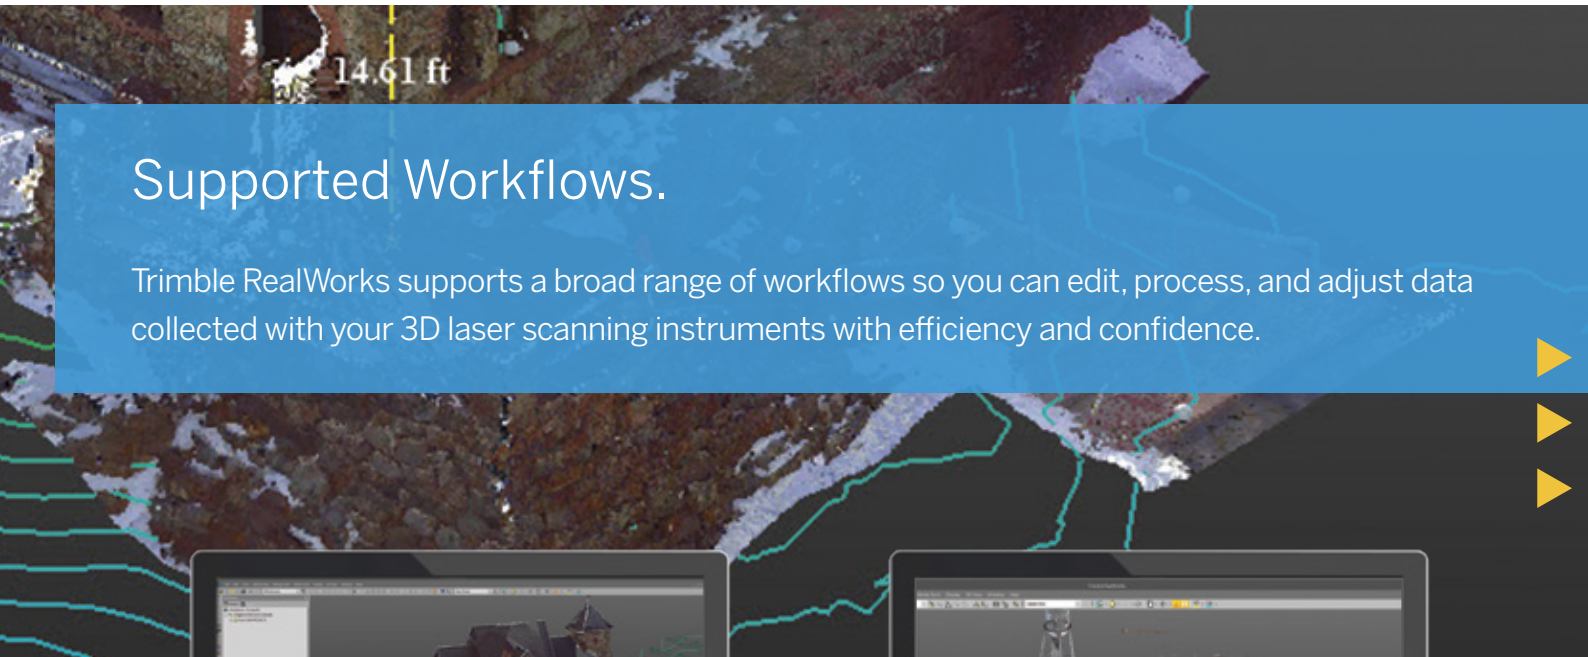 14.61 ft
Supported Workflows.
Trimble RealWorks supports a broad range of workflows so you can edit, process, and adjust data
collected with your 3D laser scanning instruments with efficiency and confidence.